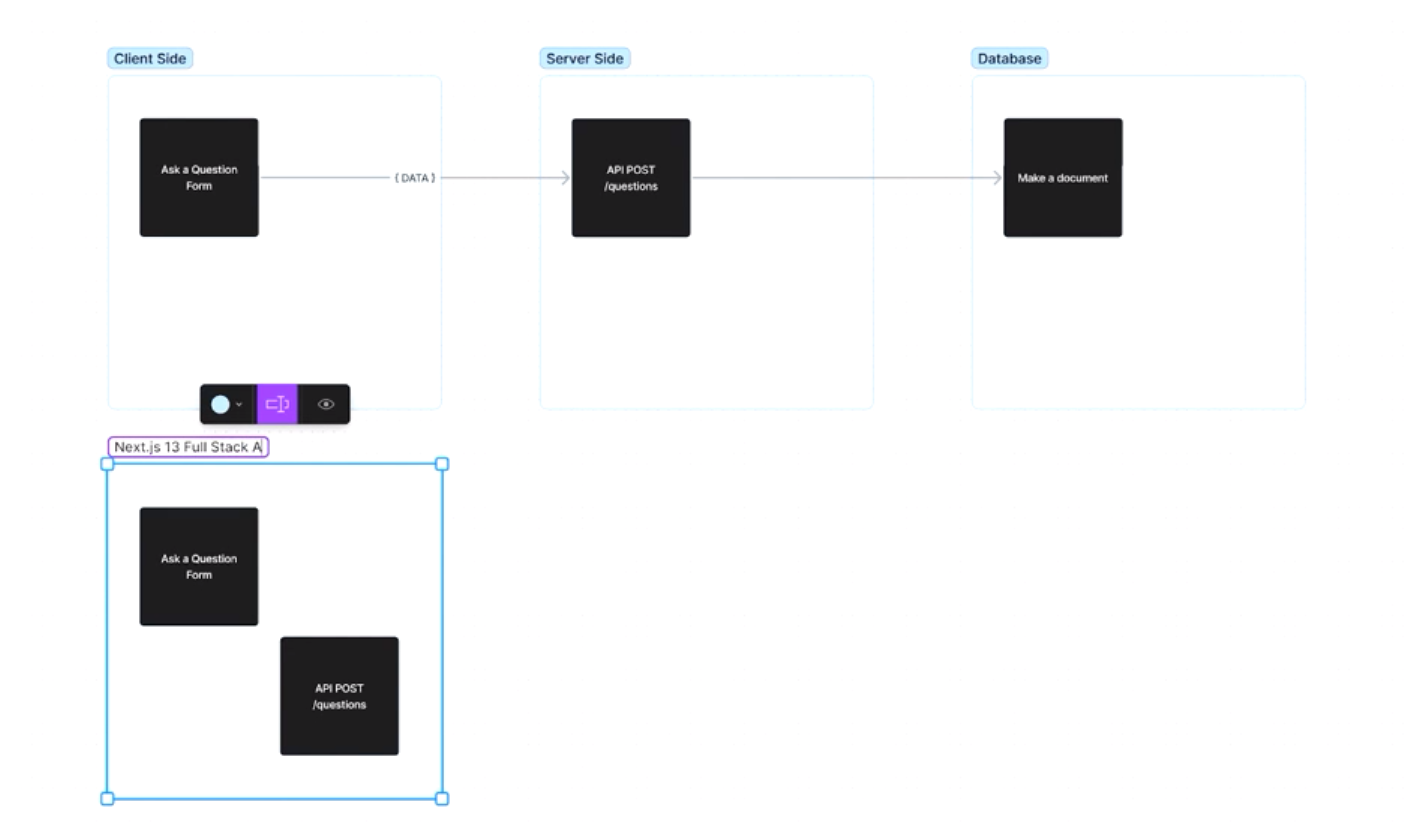 Client Side
Server Side
Database
Ask a Question
Form
{ DATA }
API POST
/questions
Make a document
Next.js 13 Full Stack A
Ask a Question
Form
API POST
/questions